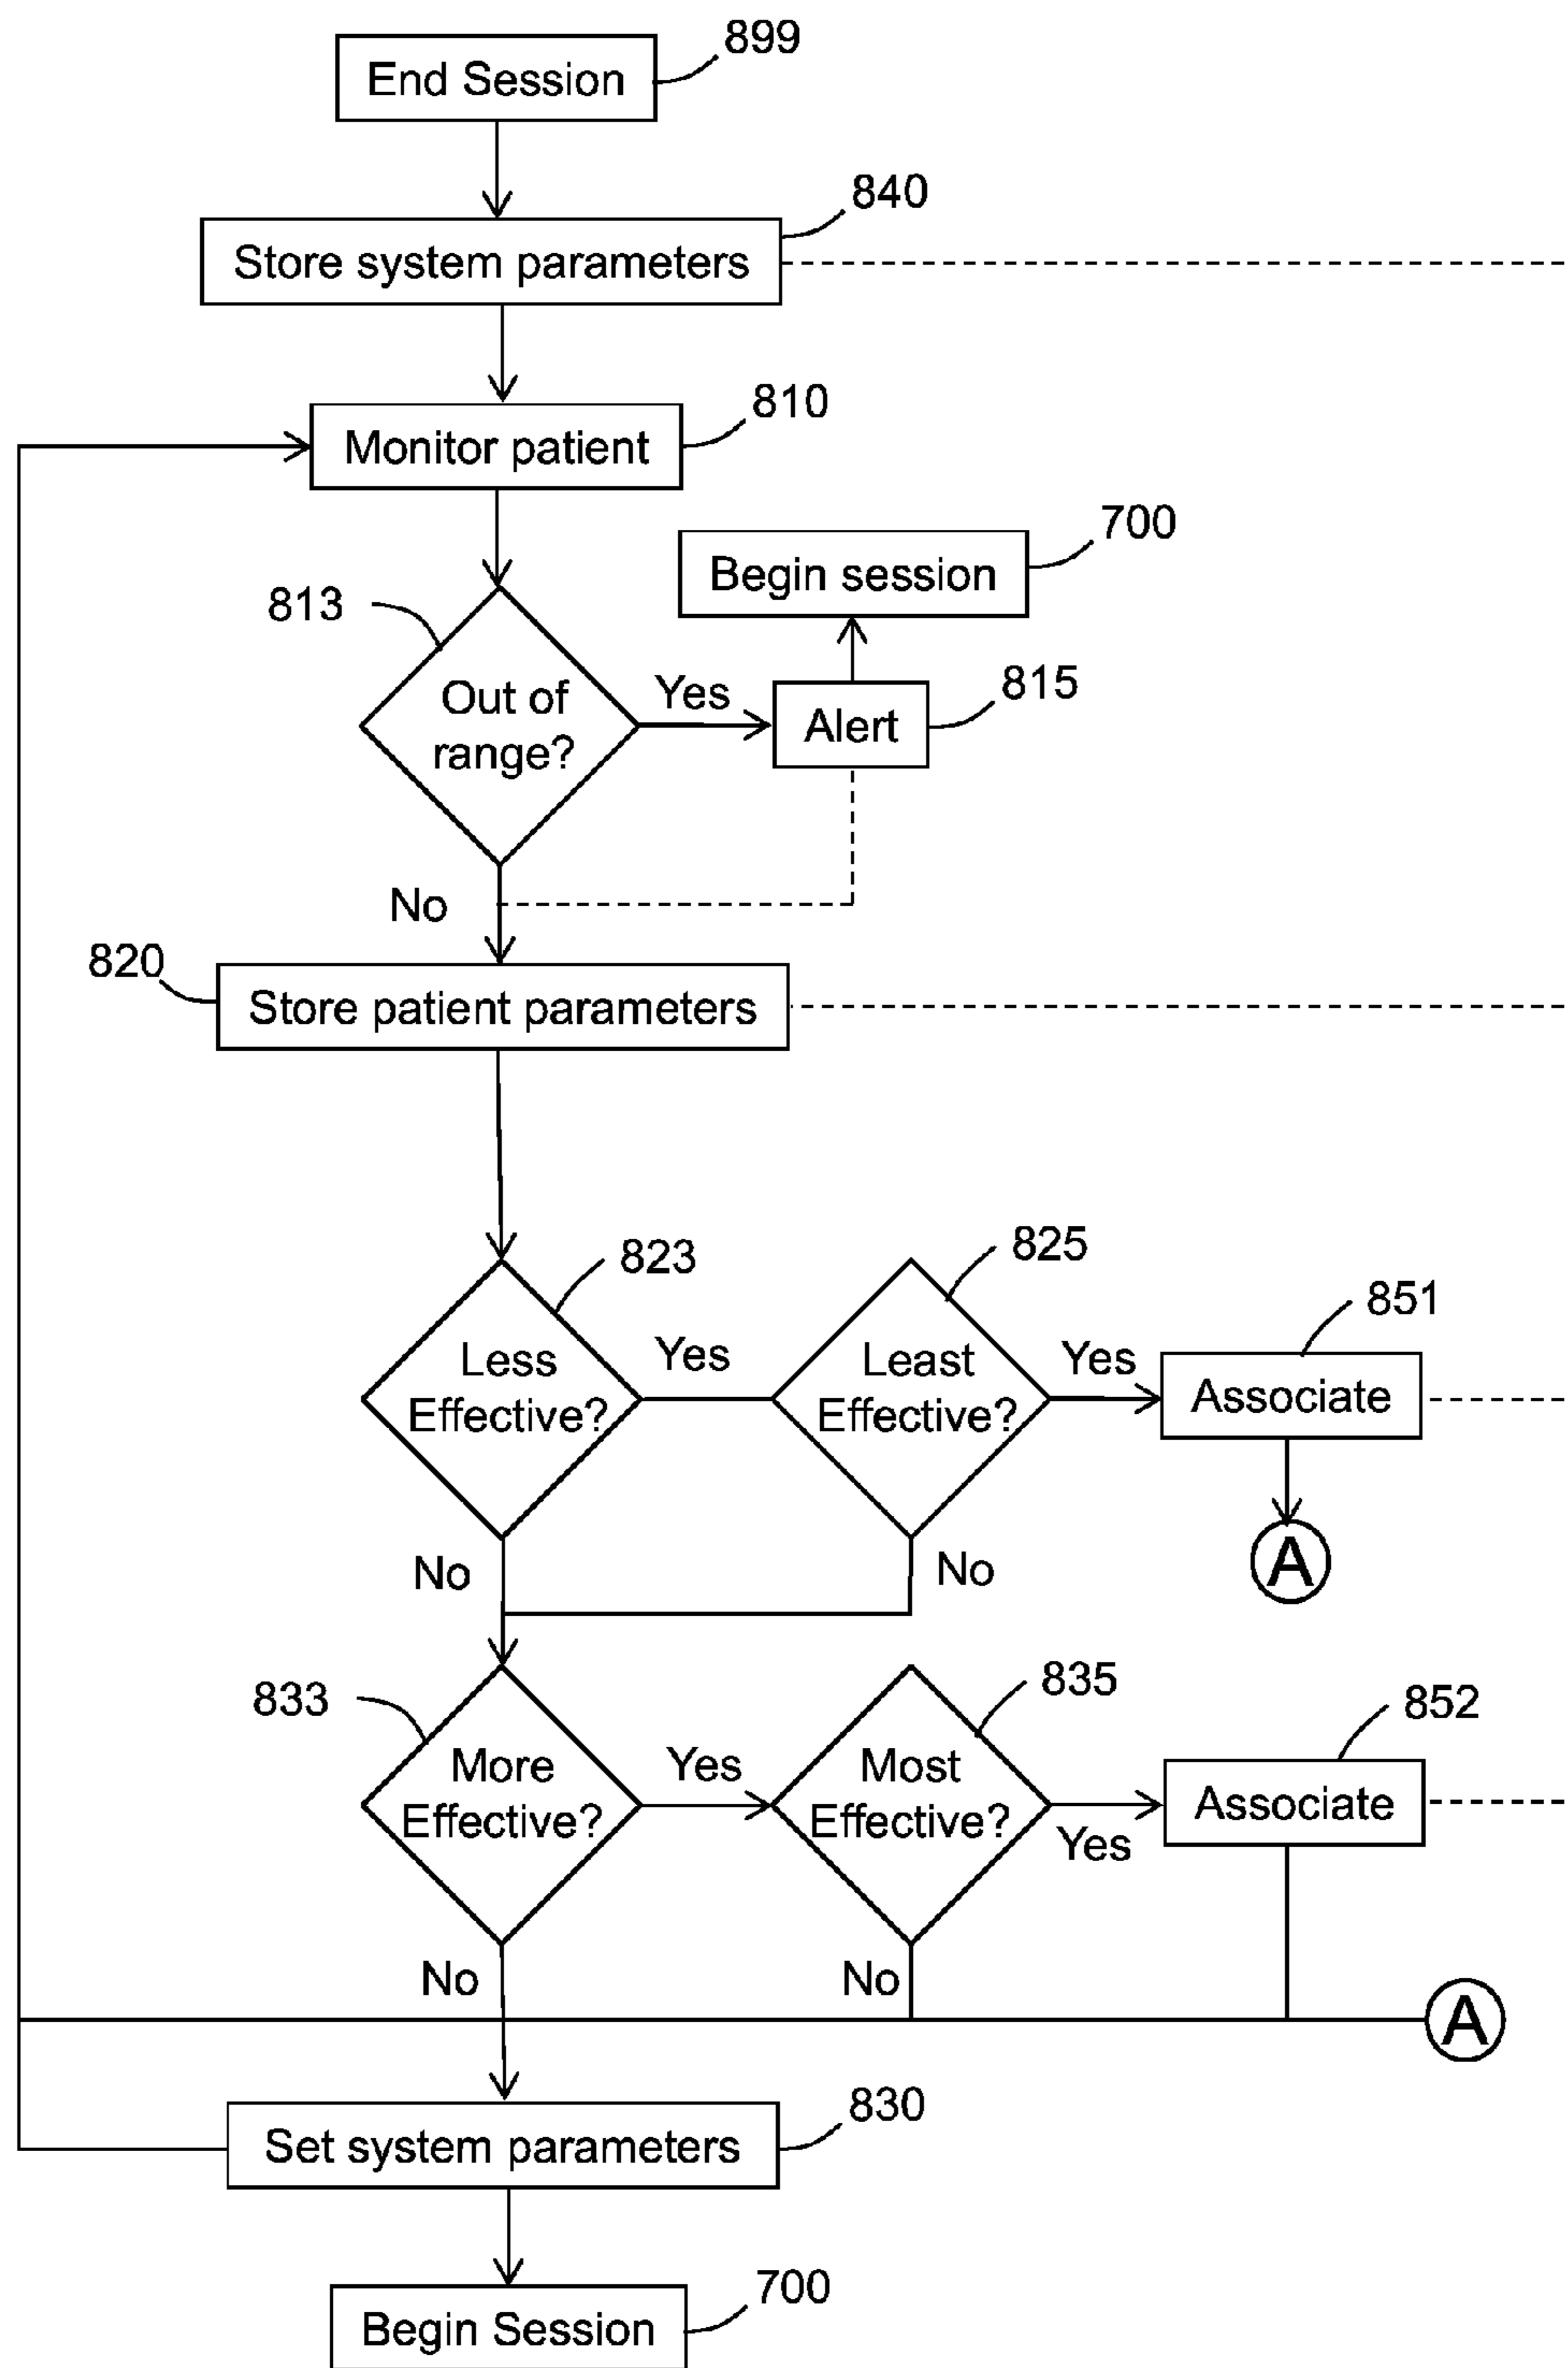 899
End Session
840
Store system parameters
810
Monitor patient
700
Begin session
813
Out of
range?
Yes
815
Alert
No
820
Store patient parameters
823
825
851
Less
Effective?
Yes
Least
Effective?
Yes
Associate
No
No
A
833
835
852
More
Effective?
Yes
Most
Effective?
Yes
Associate
No
No
A
830
Set system parameters
700
Begin Session